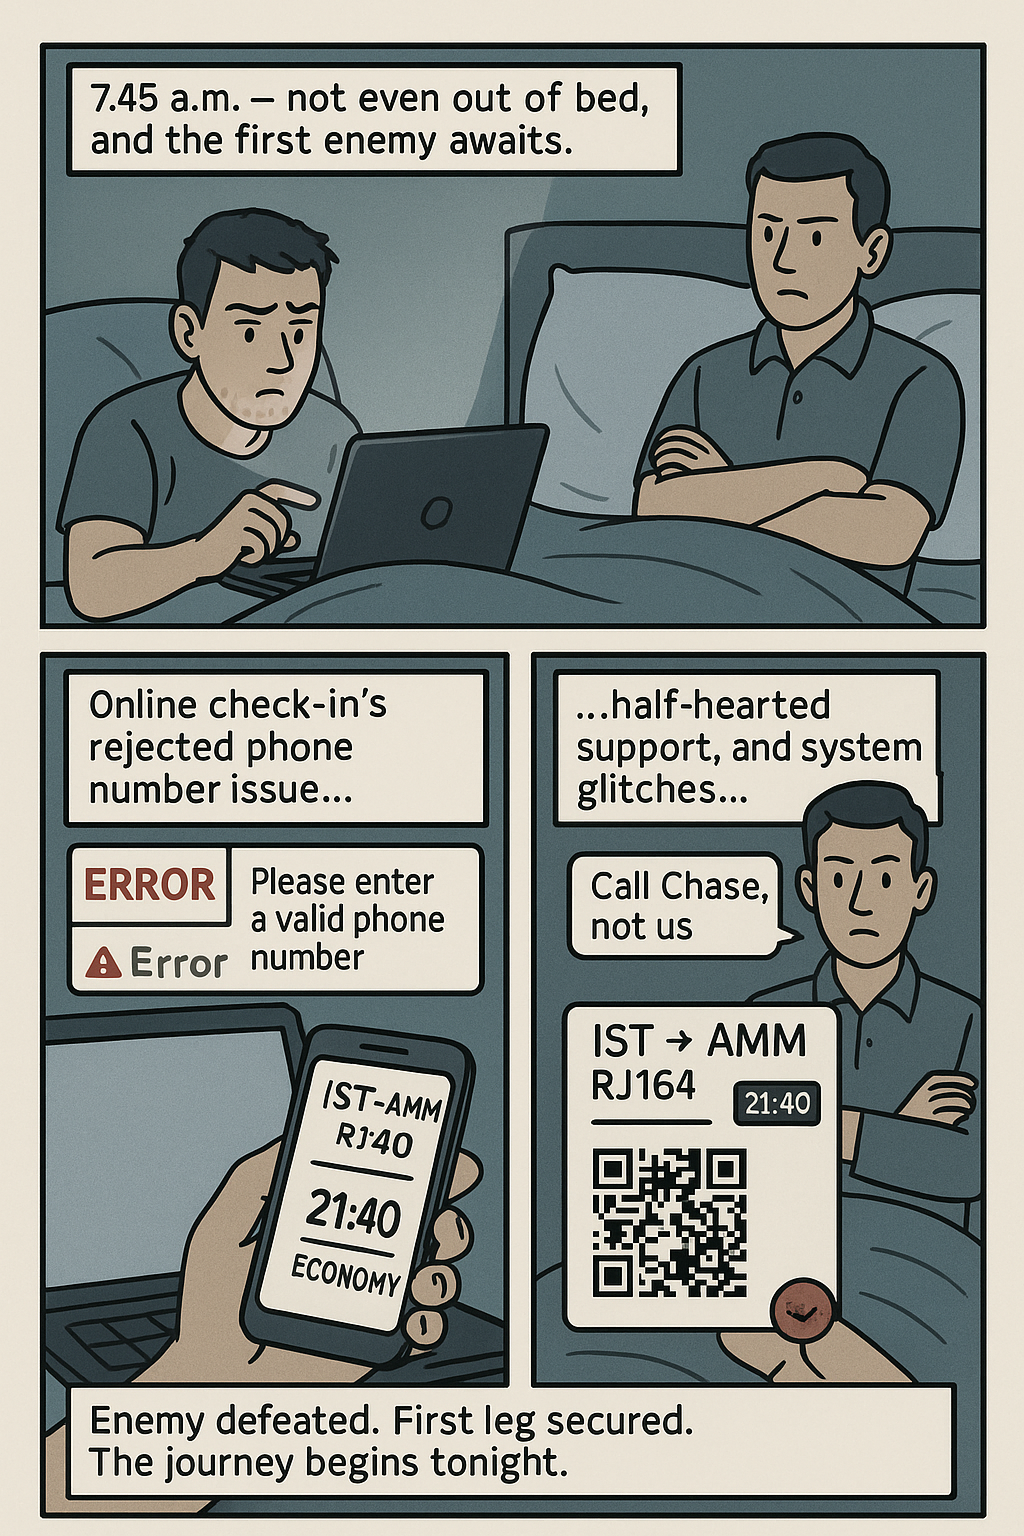 7.45 a.m. – not even out of bed,
and the first enemy awaits.
Online check-in's
rejected phone
number issue...
ERROR
Error
Please enter
a valid phone
number
IST-AMM
RJ:40
21:40
ECONOMY
...half-hearted
support, and system
glitches...
Call Chase,
not us
IST → AMM
RJ164
21:40
Enemy defeated. First leg secured.
The journey begins tonight.